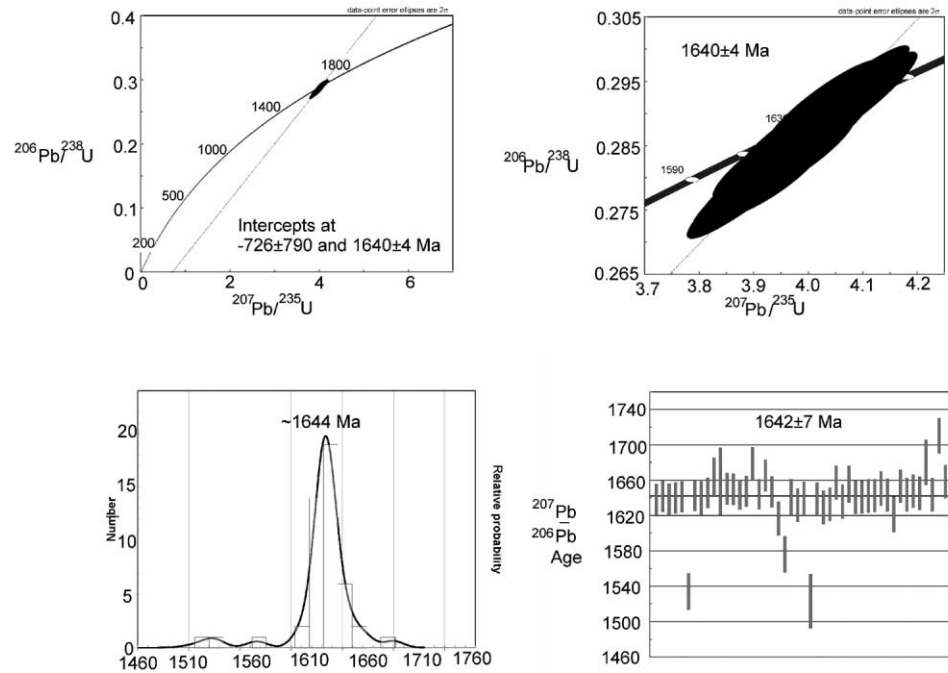 data-point error ellipses are 2σ
0.4
0.3
0.2
0.1
0
206Pb/238U
1800
1400
1000
500
200
Intercepts at
-726±790 and 1640±4 Ma
0 2 4 6
207Pb/235U
data-point error ellipses are 2σ
0.305
0.295
0.285
0.275
0.265
206Pb/238U
1640±4 Ma
1590
3.7 3.8 3.9 4.0 4.1 4.2
207Pb/235U
~1644 Ma
20
15
10
5
0
Number
Relative probability
1460 1510 1560 1610 1660 1710 1760
1642±7 Ma
1740
1700
1660
1620
1580
1540
1500
1460
207Pb
206Pb
Age